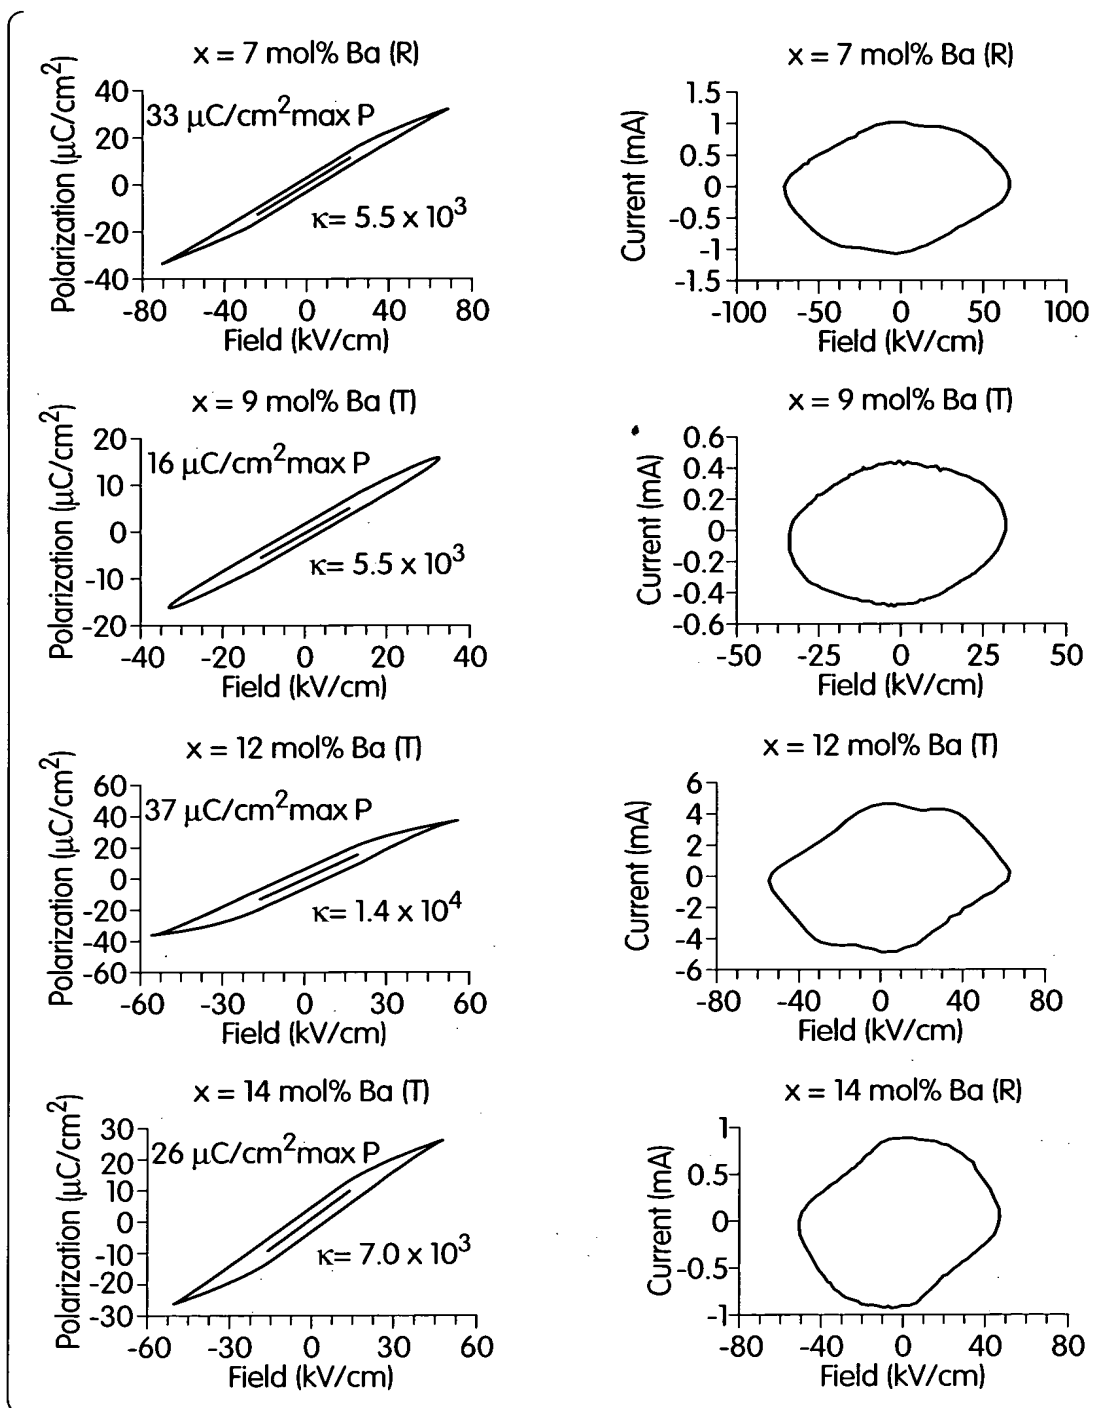 x = 7 mol% Ba (R)
Polarization (μC/cm²)
40
20
0
-20
-40
33 μC/cm²max P
κ= 5.5 x 10³
-80 -40 0 40 80
Field (kV/cm)
x = 7 mol% Ba (R)
Current (mA)
1.5
1
0.5
0
-0.5
-1
-1.5
-100 -50 0 50 100
Field (kV/cm)
x = 9 mol% Ba (T)
Polarization (μC/cm²)
20
10
0
-10
-20
16 μC/cm²max P
κ= 5.5 x 10³
-40 -20 0 20 40
Field (kV/cm)
x = 9 mol% Ba (T)
Current (mA)
0.6
0.4
0.2
0
-0.2
-0.4
-0.6
-50 -25 0 25 50
Field (kV/cm)
x = 12 mol% Ba (T)
Polarization (μC/cm²)
60
40
20
0
-20
-40
-60
37 μC/cm²max P
κ= 1.4 x 10⁴
-60 -30 0 30 60
Field (kV/cm)
x = 12 mol% Ba (T)
Current (mA)
6
4
2
0
-2
-4
-6
-80 -40 0 40 80
Field (kV/cm)
x = 14 mol% Ba (T)
Polarization (μC/cm²)
30
20
10
0
-10
-20
-30
26 μC/cm²max P
κ= 7.0 x 10³
-60 -30 0 30 60
Field (kV/cm)
x = 14 mol% Ba (R)
Current (mA)
1
0.5
0
-0.5
-1
-80 -40 0 40 80
Field (kV/cm)